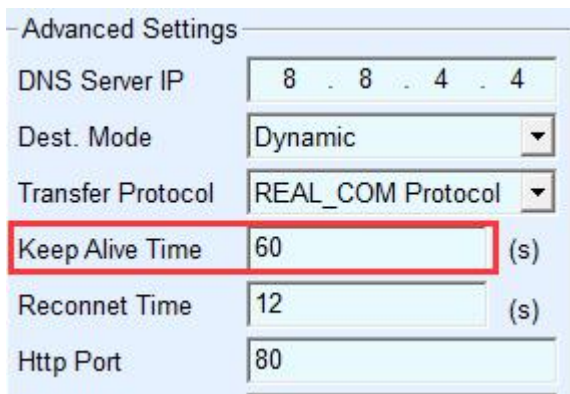 Advanced Settings
DNS Server IP 8 . 8 . 4 . 4
Dest. Mode Dynamic
Transfer Protocol REAL_COM Protocol
Keep Alive Time 60 (s)
Reconnet Time 12 (s)
Http Port 80